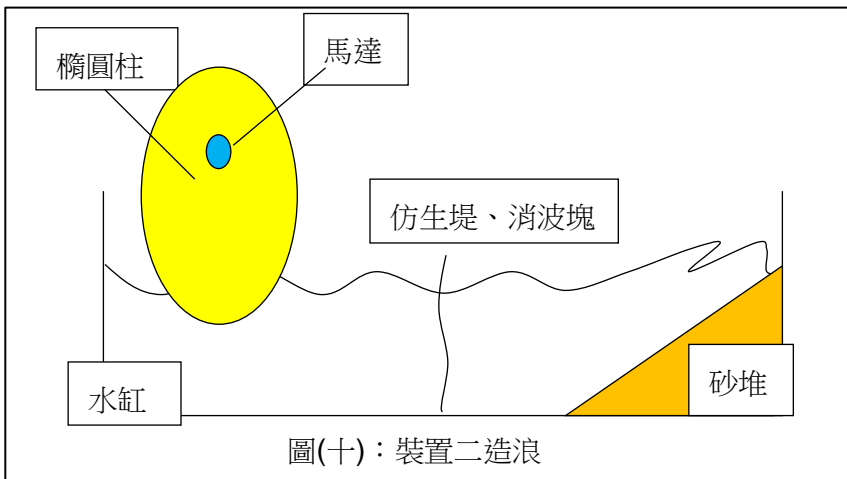 馬達
橢圓柱
仿生堤、消波塊
水缸
砂堆
圖(十)：裝置二造浪